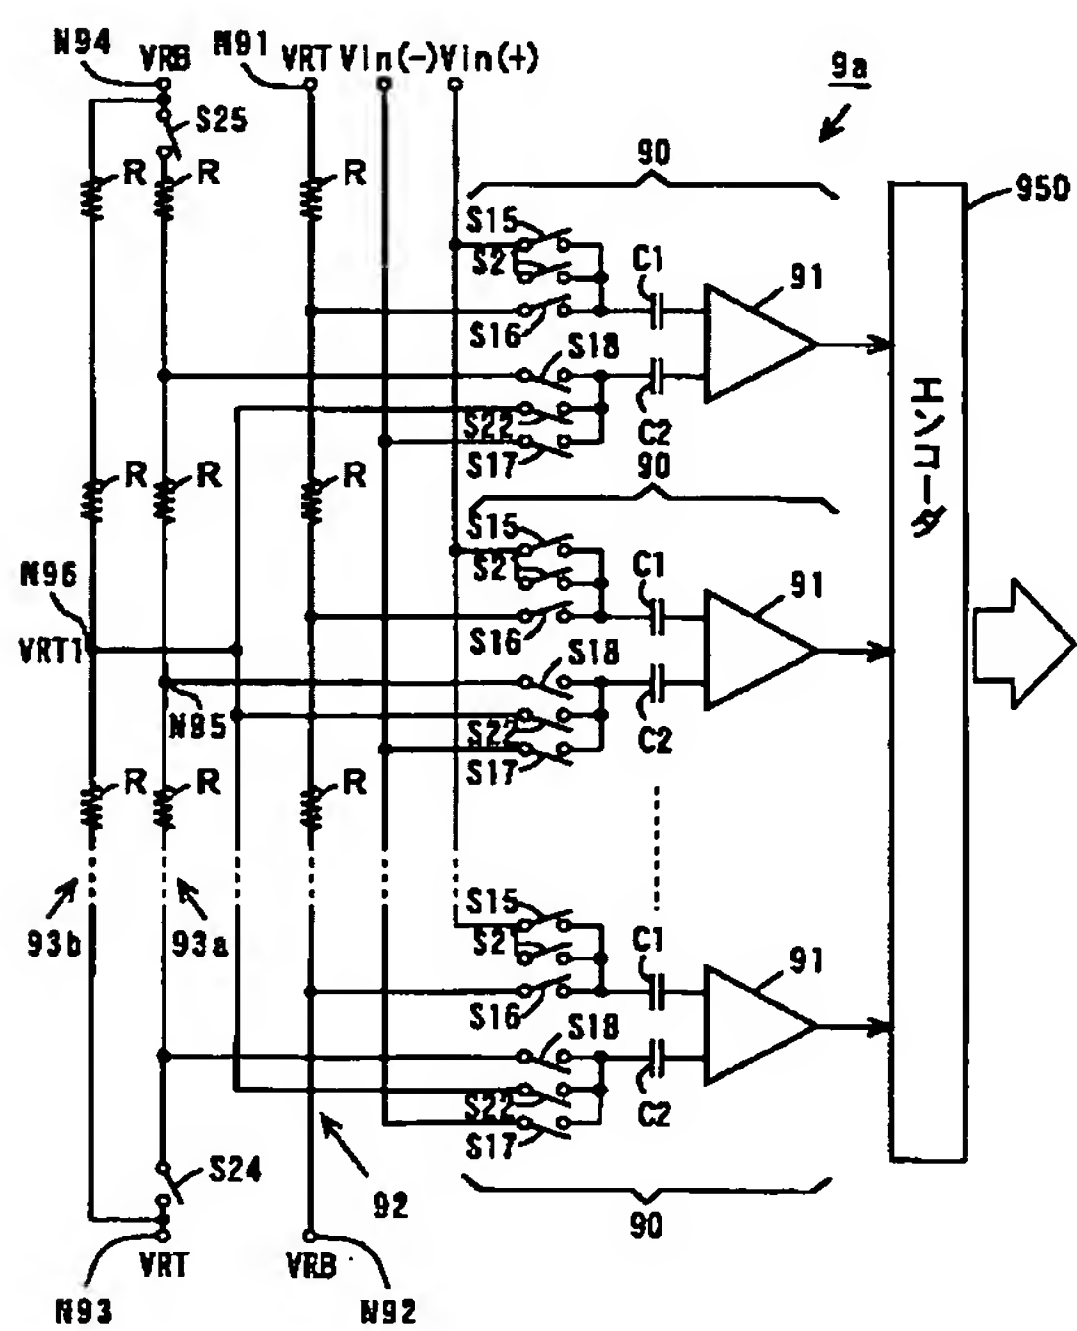 N94
VRB
N91
VRT
Vin(-)
Vin(+)
9a
S25
90
950
R
R
R
S15
S2
S16
C1
91
S18
S22
S17
C2
エンコーダ
R
R
R
90
N96
VRT1
S15
S2
S16
C1
91
S18
N95
S22
S17
C2
R
R
R
93b
93a
S15
S2
S16
C1
91
S18
S22
S17
C2
S24
92
90
VRT
VRB
N93
N92